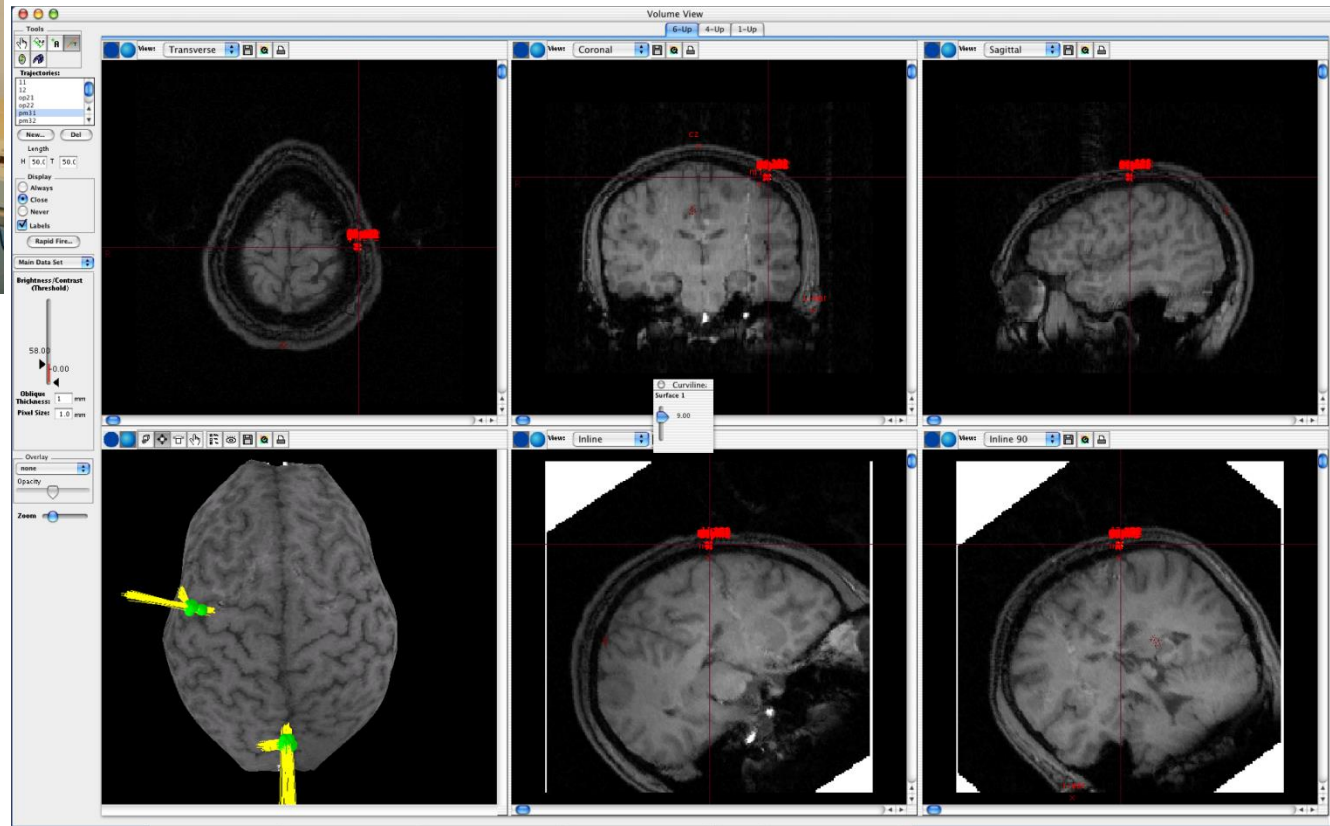 Volume View
6-Up 4-Up 1-Up
Tools
Trajectories:
11
12
op21
op22
pm31
pm32
New... Del
Length
H 50.0 T 50.0
Display
Always
Close
Never
Labels
Rapid Fire...
Main Data Set
Brightness/Contrast
(Threshold)
58.00
0.00
Oblique
Thickness: 1 mm
Pixel Size: 1.0 mm
Overlay
none
Opacity
Zoom
View: Transverse
View: Coronal
CZ
View: Sagittal
Curviline:
Surface 1
9.00
View: Inline
View: Inline 90